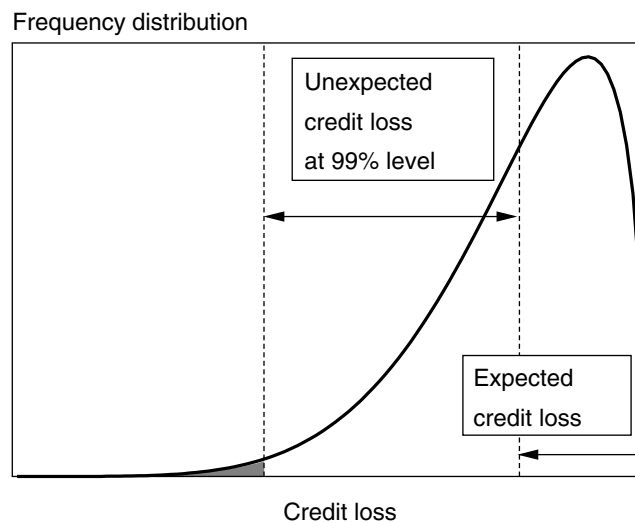 Frequency distribution
Unexpected
credit loss
at 99% level
Expected
credit loss
Credit loss